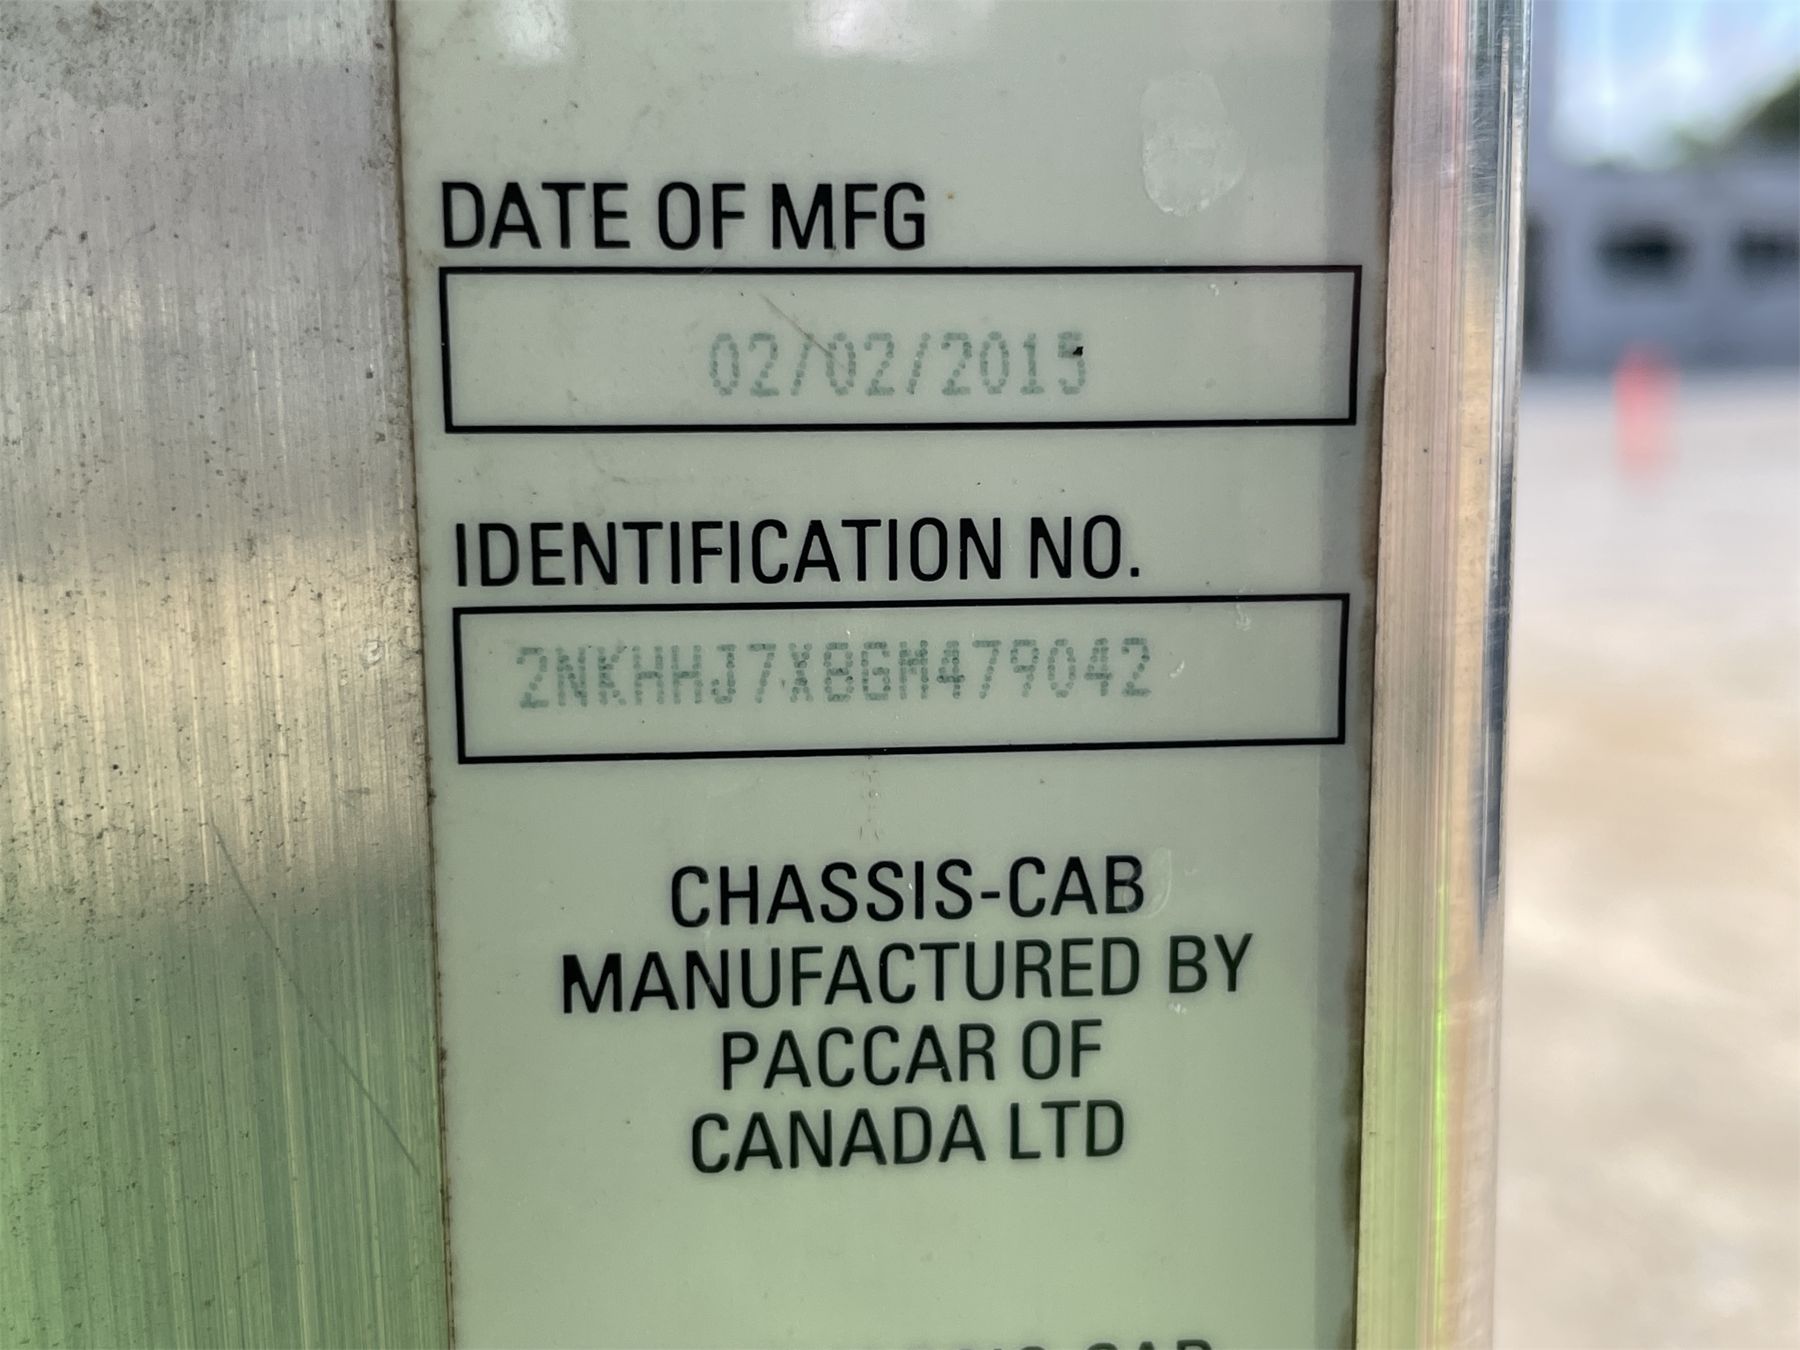 DATE OF MFG
02/02/2015
IDENTIFICATION NO.
2NKHHJ7X8GM479042
CHASSIS-CAB
MANUFACTURED BY
PACCAR OF
CANADA LTD